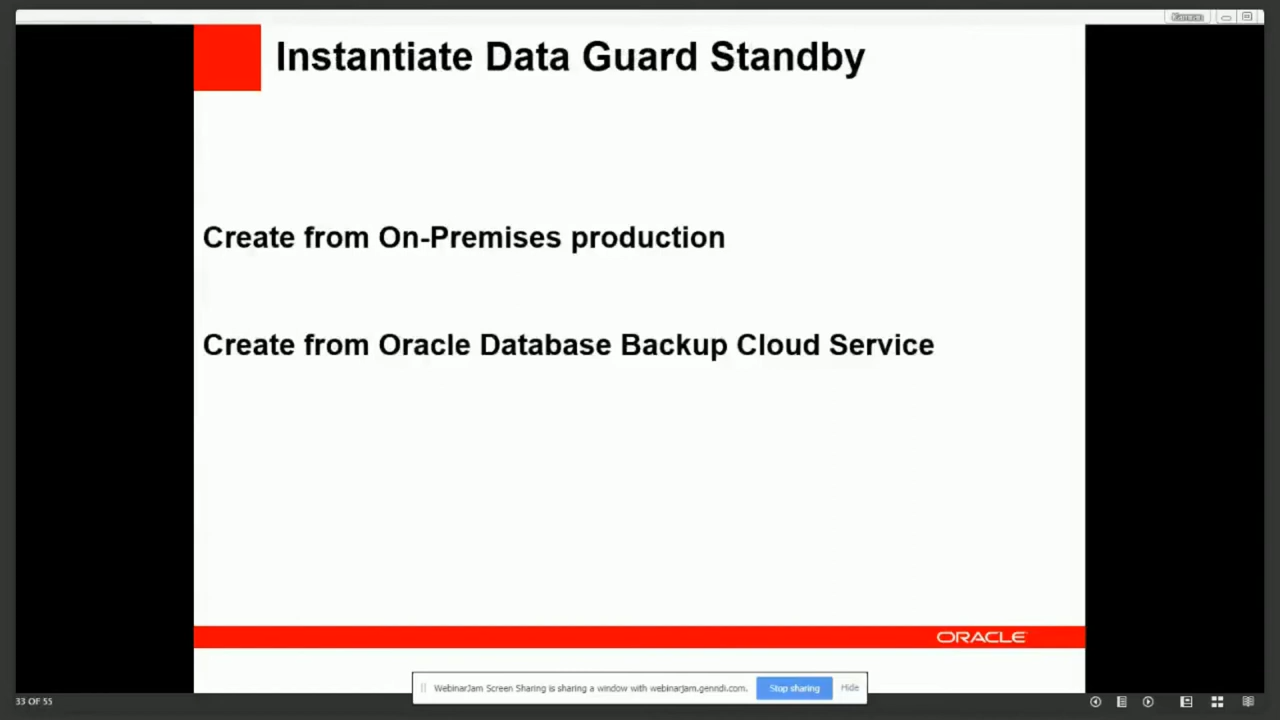 Instantiate Data Guard Standby
Create from On-Premises production
Create from Oracle Database Backup Cloud Service
ORACLE
WebinarJam Screen Sharing is sharing a window with webinarjam.genndi.com.
Stop sharing
Hide
33 OF 55